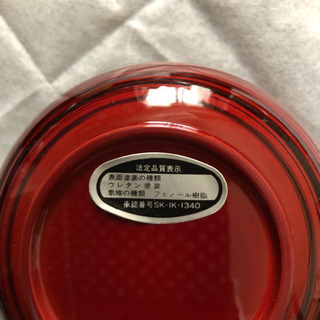 法定品質表示
表面塗装の種類
ウレタン塗装
素地の種類 フェノール樹脂
承認番号SK-IK-1340